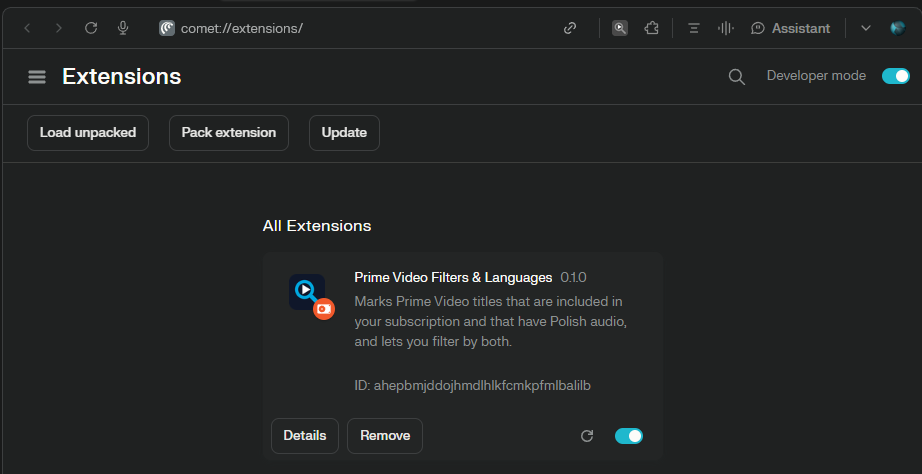 comet://extensions/
Assistant
Extensions
Developer mode
Load unpacked
Pack extension
Update
All Extensions
Prime Video Filters & Languages 0.1.0
Marks Prime Video titles that are included in
your subscription and that have Polish audio,
and lets you filter by both.
ID: ahepbmjddojhmdlhlkfcmkpfmlbalilb
Details
Remove